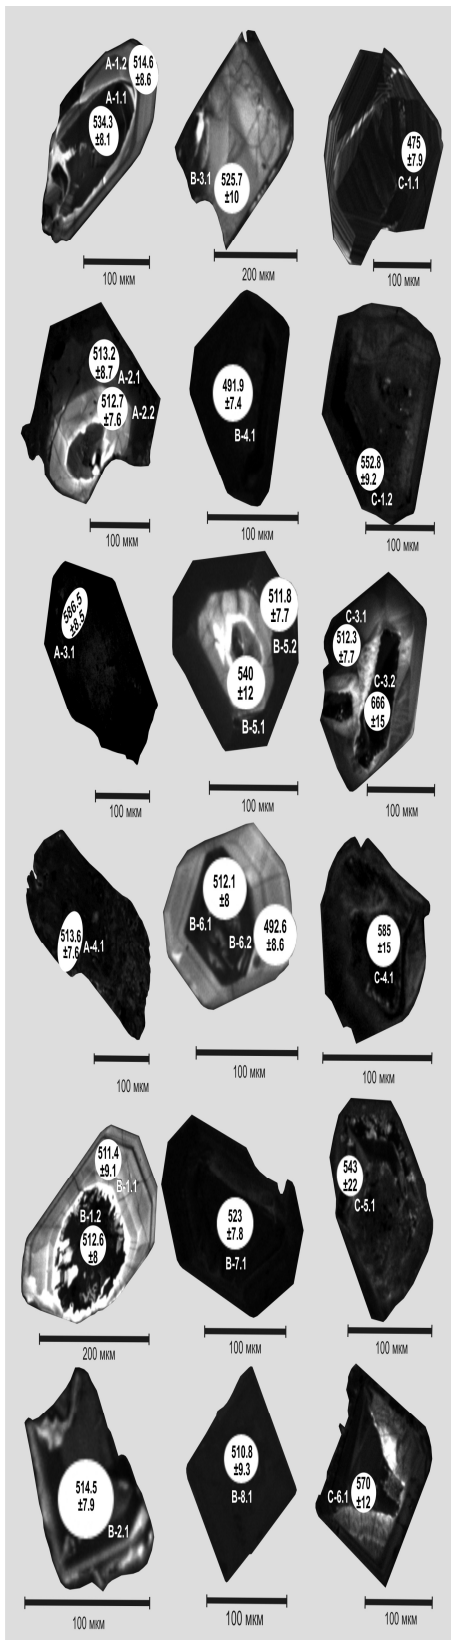 A-1.2
514.6
±8.6
A-1.1
534.3
±8.1
100 мкм
B-3.1
525.7
±10
200 мкм
475
±7.9
C-1.1
100 мкм
513.2
±8.7
A-2.1
512.7
±7.6
A-2.2
100 мкм
491.9
±7.4
B-4.1
100 мкм
552.8
±9.2
C-1.2
100 мкм
586.5
±8.5
A-3.1
100 мкм
511.8
±7.7
B-5.2
540
±12
B-5.1
100 мкм
C-3.1
512.3
±7.7
C-3.2
666
±15
100 мкм
513.6
±7.6
A-4.1
100 мкм
512.1
±8
B-6.1
B-6.2
492.6
±8.6
100 мкм
585
±15
C-4.1
100 мкм
511.4
±9.1
B-1.1
B-1.2
512.6
±8
200 мкм
523
±7.8
B-7.1
100 мкм
543
±22
C-5.1
100 мкм
514.5
±7.9
B-2.1
100 мкм
510.8
±9.3
B-8.1
100 мкм
570
±12
C-6.1
100 мкм